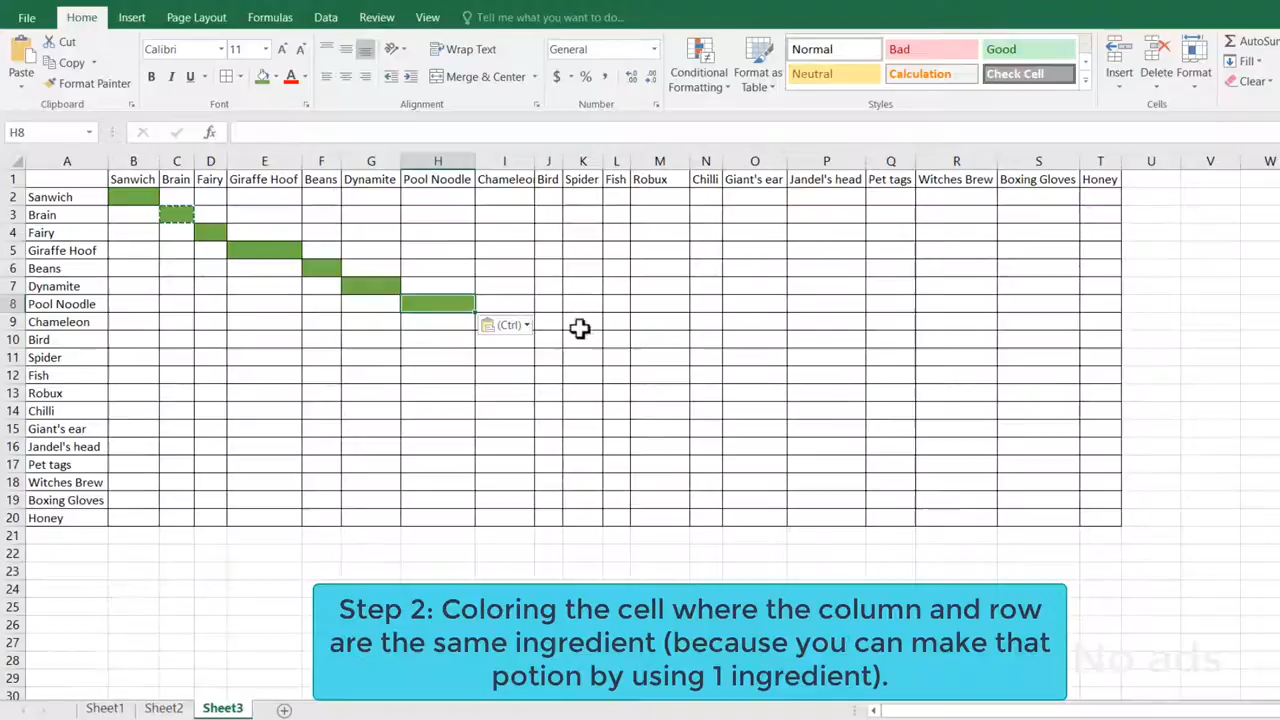 File Home Insert Page Layout Formulas Data Review View Tell me what you want to do...
Cut
Calibri 11 Wrap Text General Normal Bad Good AutoSu
Copy
Paste Format Painter B I U Merge & Center $ % , Conditional Formatting Format as Table Neutral Calculation Check Cell Insert Delete Format Fill
Clear
Clipboard Font Alignment Number Styles Cells
H8 fx
A B C D E F G H I J K L M N O P Q R S T U V W
1 Sanwich Brain Fairy Giraffe Hoof Beans Dynamite Pool Noodle Chameleo Bird Spider Fish Robux Chilli Giant's ear Jandel's head Pet tags Witches Brew Boxing Gloves Honey
2 Sanwich
3 Brain
4 Fairy
5 Giraffe Hoof
6 Beans
7 Dynamite
8 Pool Noodle
9 Chameleon (Ctrl)
10 Bird
11 Spider
12 Fish
13 Robux
14 Chilli
15 Giant's ear
16 Jandel's head
17 Pet tags
18 Witches Brew
19 Boxing Gloves
20 Honey
21
22
23
24
25
26
27
28
29
30
Step 2: Coloring the cell where the column and row
are the same ingredient (because you can make that
potion by using 1 ingredient).
No ads
Sheet1 Sheet2 Sheet3